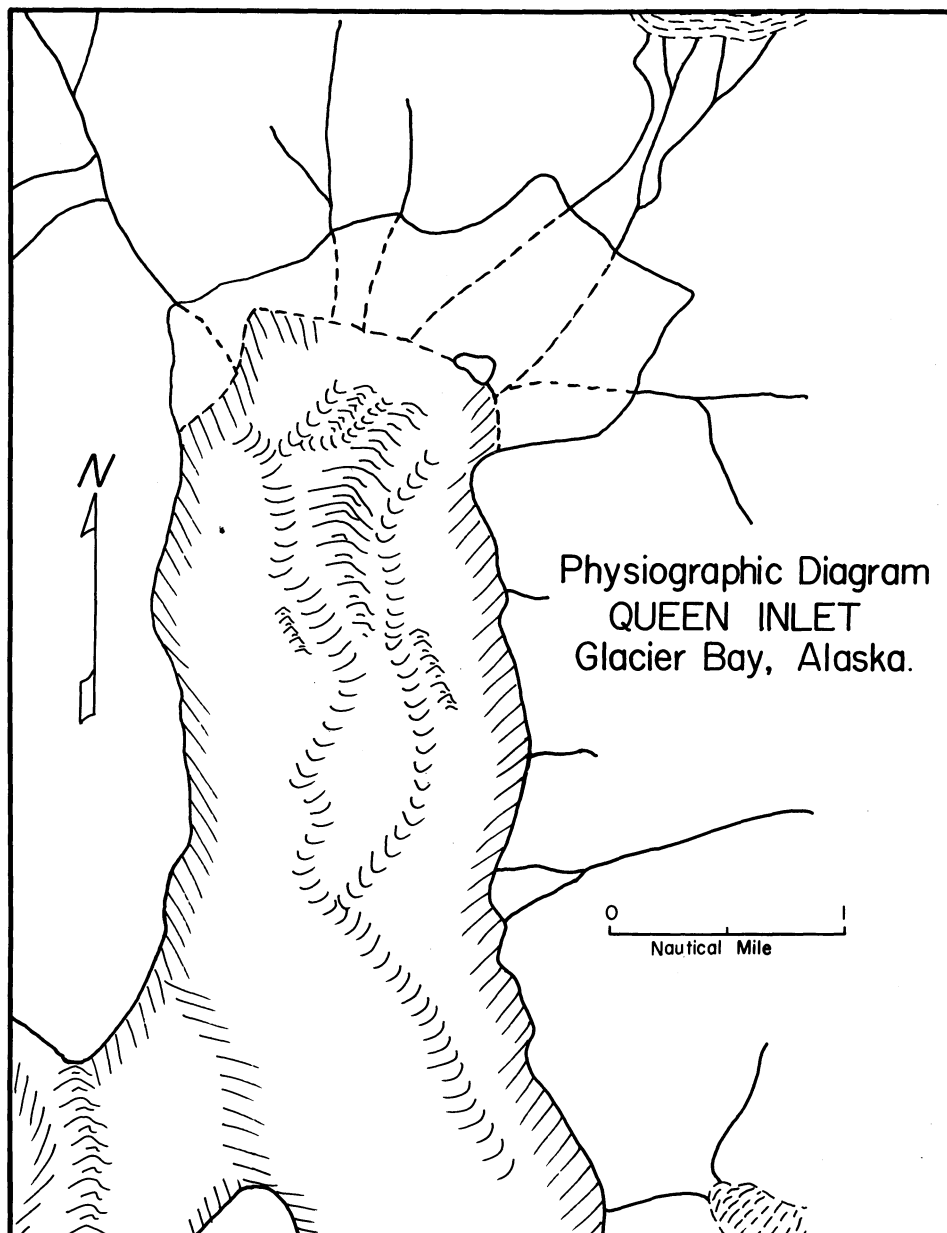 N
Physiographic Diagram
QUEEN INLET
Glacier Bay, Alaska.
0 1
Nautical Mile